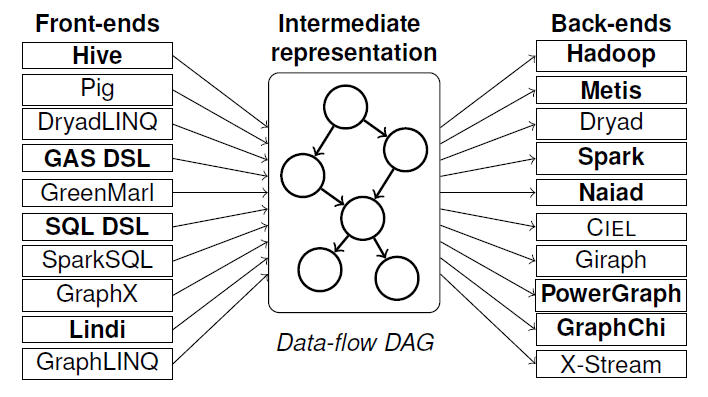 Front-ends
Hive
Pig
DryadLINQ
GAS DSL
GreenMarl
SQL DSL
SparkSQL
GraphX
Lindi
GraphLINQ
Intermediate
representation
Data-flow DAG
Back-ends
Hadoop
Metis
Dryad
Spark
Naiad
CIEL
Giraph
PowerGraph
GraphChi
X-Stream